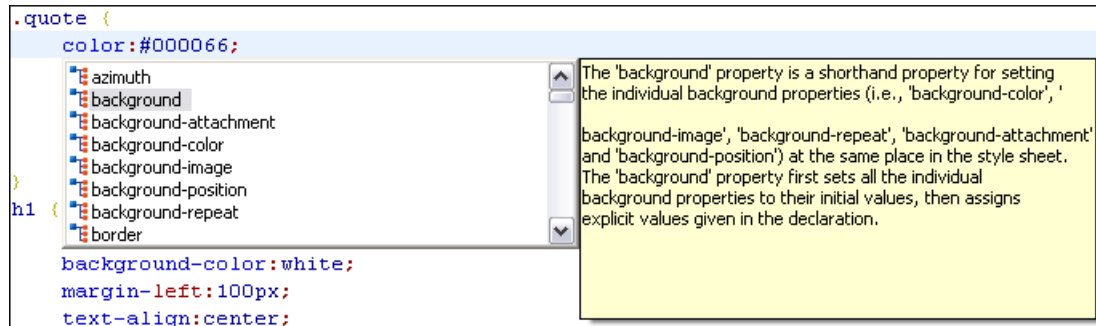 .quote {
color:#000066;
azimuth
background
background-attachment
background-color
background-image
background-position
background-repeat
border
The 'background' property is a shorthand property for setting
the individual background properties (i.e., 'background-color', '
background-image', 'background-repeat', 'background-attachment'
and 'background-position') at the same place in the style sheet.
The 'background' property first sets all the individual
background properties to their initial values, then assigns
explicit values given in the declaration.
}
h1 {
background-color:white;
margin-left:100px;
text-align:center;